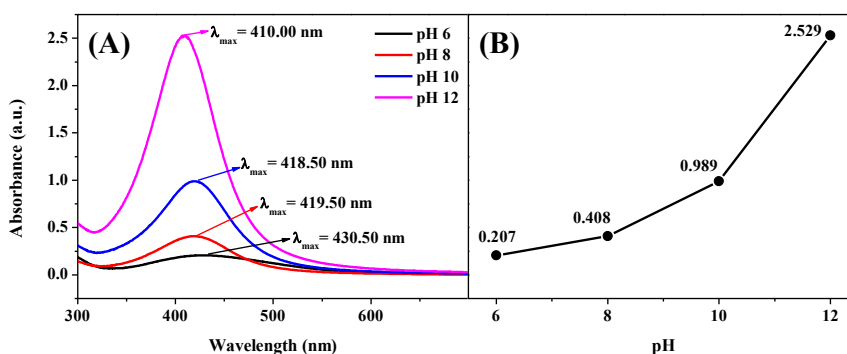 (A)
(B)
λmax = 410.00 nm
pH 6
pH 8
pH 10
pH 12
λmax = 418.50 nm
λmax = 419.50 nm
λmax = 430.50 nm
Absorbance (a.u.)
2.5
2.0
1.5
1.0
0.5
0.0
300
400
500
600
Wavelength (nm)
2.529
0.989
0.408
0.207
6
8
10
12
pH